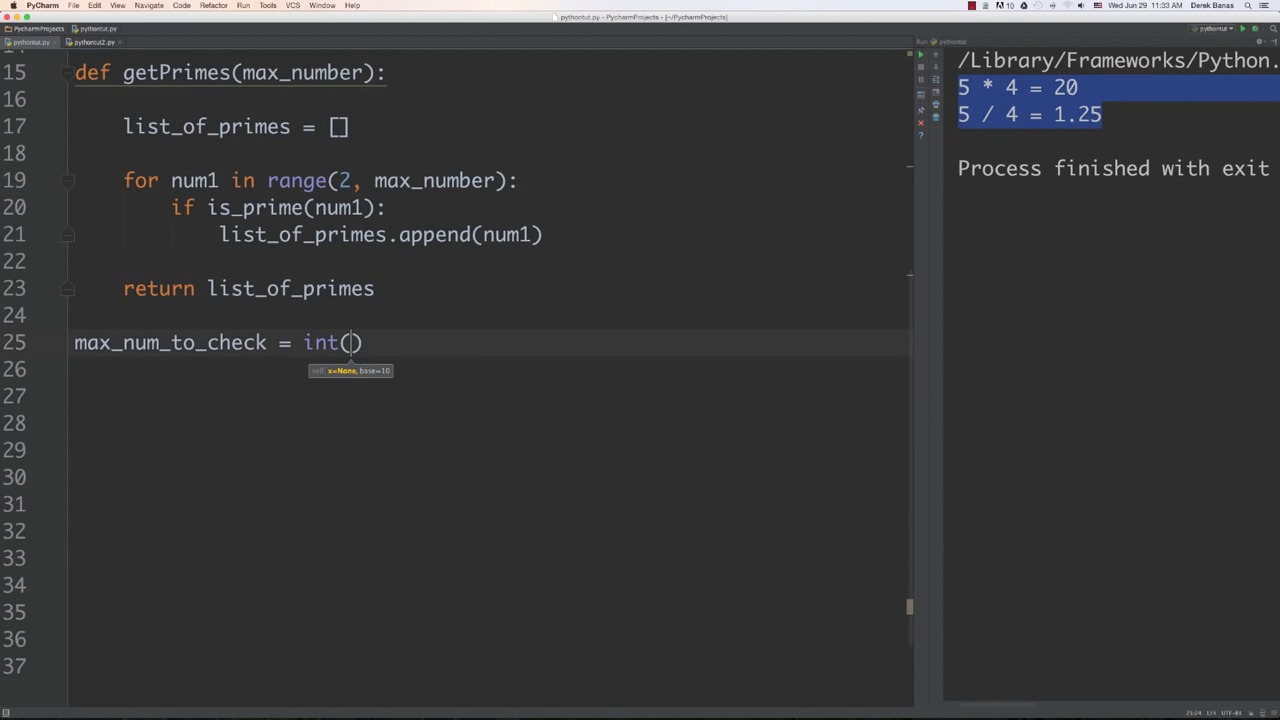 PyCharm File Edit View Navigate Code Refactor Run Tools VCS Window Help
10 Wed Jun 29 11:33 AM Derek Banas
pythontut.py - PycharmProjects - [~/PycharmProjects]
PycharmProjects pythontut.py
pythontut
pythontut.py pythontut2.py
Run: pythontut
15 def getPrimes(max_number):
16
17 list_of_primes = []
18
19 for num1 in range(2, max_number):
20 if is_prime(num1):
21 list_of_primes.append(num1)
22
23 return list_of_primes
24
25 max_num_to_check = int()
self, x=None, base=10
26
27
28
29
30
31
32
33
34
35
36
37
/Library/Frameworks/Python.
5 * 4 = 20
5 / 4 = 1.25
Process finished with exit
25:24 LF UTF-8